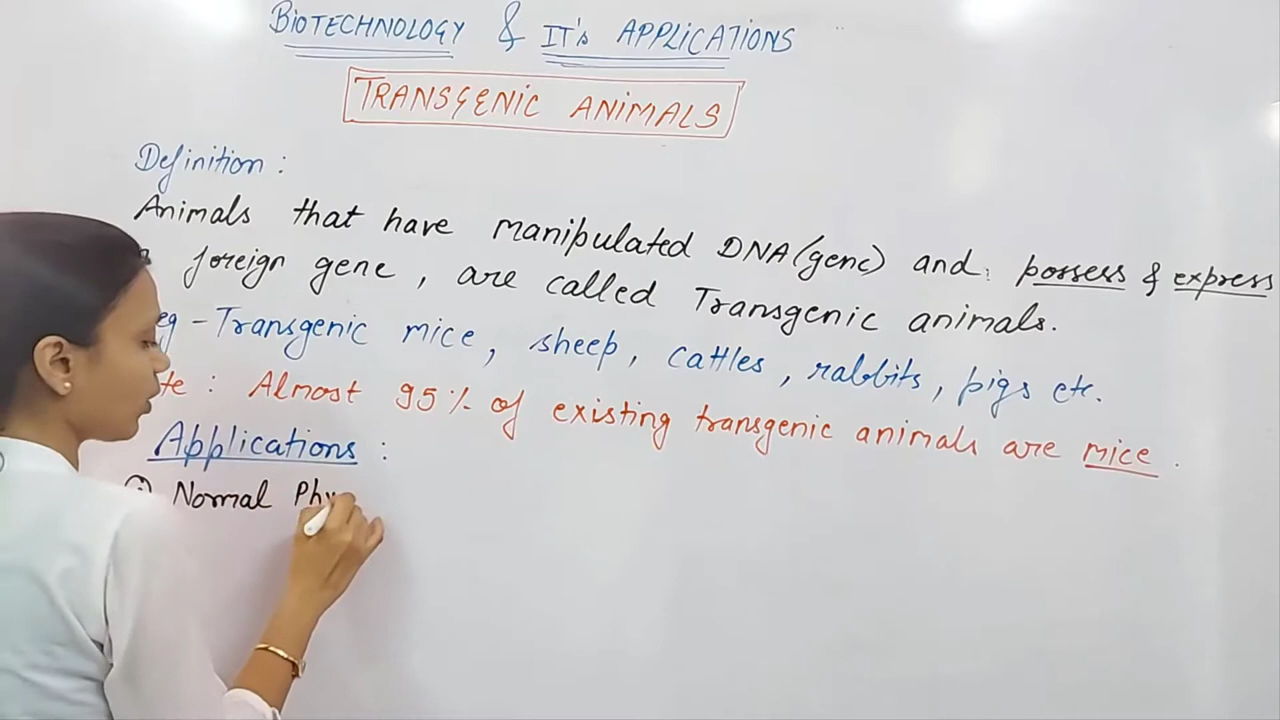 BIOTECHNOLOGY & IT's APPLICATIONS
TRANSGENIC ANIMALS
Definition :
Animals that have manipulated DNA (gene) and possess & express
foreign gene, are called Transgenic animals.
eg - Transgenic mice, sheep, cattles, rabbits, pigs etc.
: Almost 95% of existing transgenic animals are mice.
Applications :
Normal